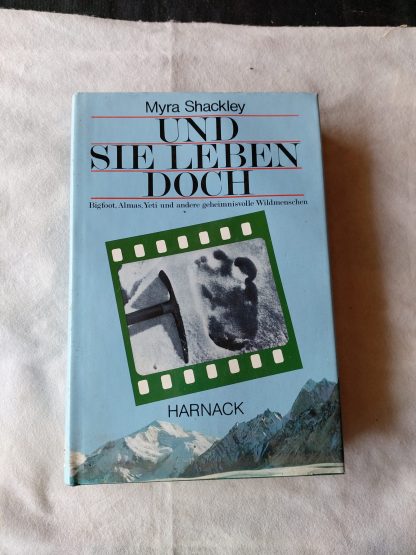 Myra Shackley
UND
SIE LEBEN
DOCH
Bigfoot, Almas, Yeti und andere geheimnisvolle Wildmenschen
HARNACK